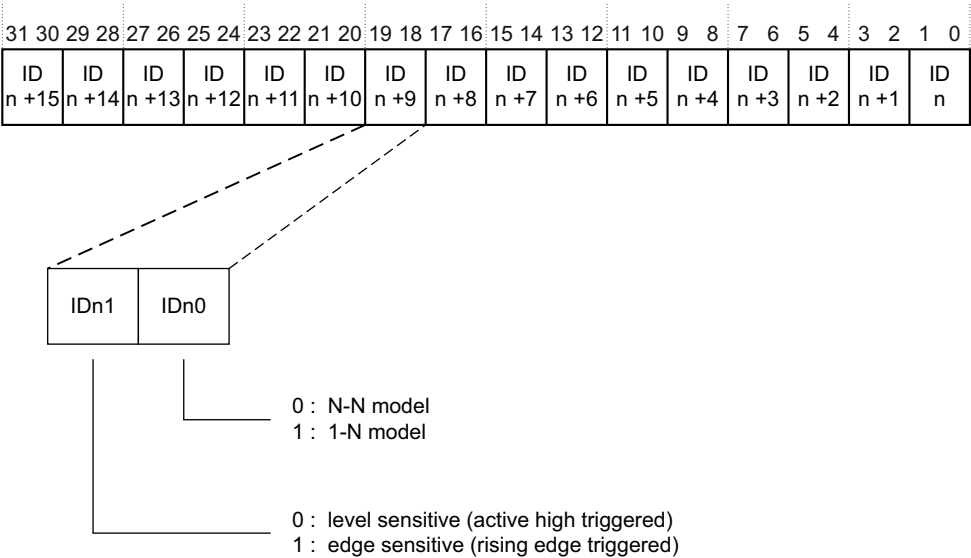 31 30 29 28 27 26 25 24 23 22 21 20 19 18 17 16 15 14 13 12 11 10 9 8 7 6 5 4 3 2 1 0
ID ID ID ID ID ID ID ID ID ID ID ID ID ID ID ID
n +15 n +14 n +13 n +12 n +11 n +10 n +9 n +8 n +7 n +6 n +5 n +4 n +3 n +2 n +1 n
IDn1 IDn0
0 : N-N model
1 : 1-N model
0 : level sensitive (active high triggered)
1 : edge sensitive (rising edge triggered)